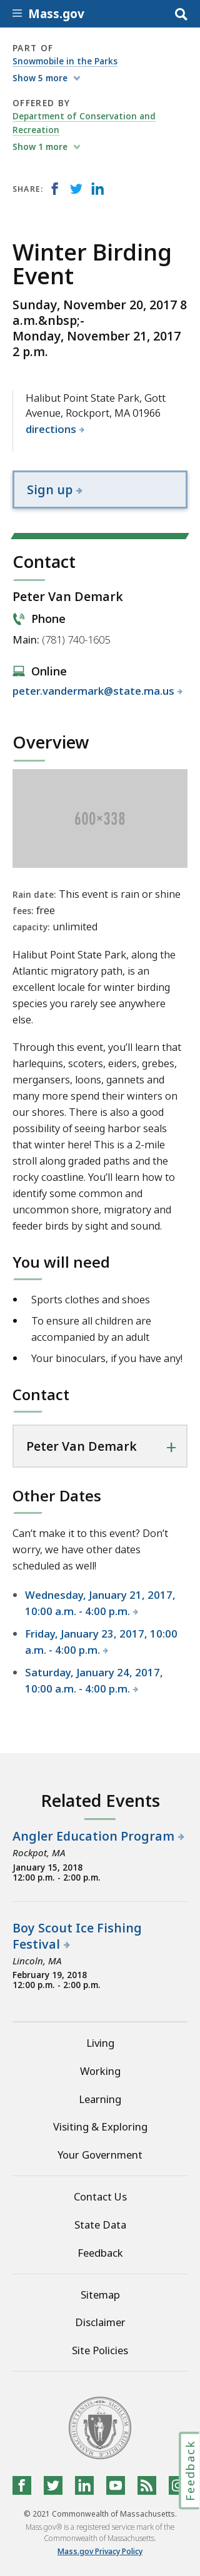 Mass.gov
PART OF
Snowmobile in the Parks
Show 5 more
OFFERED BY
Department of Conservation and
Recreation
Show 1 more
SHARE:
Winter Birding
Event
Sunday, November 20, 2017 8
a.m.&nbsp;-
Monday, November 21, 2017
2 p.m.
Halibut Point State Park, Gott
Avenue, Rockport, MA 01966
directions
Sign up
Contact
Peter Van Demark
Phone
Main: (781) 740-1605
Online
peter.vandermark@state.ma.us
Overview
600×338
Rain date: This event is rain or shine
fees: free
capacity: unlimited
Halibut Point State Park, along the
Atlantic migratory path, is an
excellent locale for winter birding
species you rarely see anywhere
else.
Through this event, you'll learn that
harlequins, scoters, eiders, grebes,
mergansers, loons, gannets and
many more spend their winters on
our shores. There is also a good
possibility of seeing harbor seals
that winter here! This is a 2-mile
stroll along graded paths and the
rocky coastline. You'll learn how to
identify some common and
uncommon shore, migratory and
feeder birds by sight and sound.
You will need
Sports clothes and shoes
To ensure all children are
accompanied by an adult
Your binoculars, if you have any!
Contact
Peter Van Demark
Other Dates
Can't make it to this event? Don't
worry, we have other dates
scheduled as well!
Wednesday, January 21, 2017,
10:00 a.m. - 4:00 p.m.
Friday, January 23, 2017, 10:00
a.m. - 4:00 p.m.
Saturday, January 24, 2017,
10:00 a.m. - 4:00 p.m.
Related Events
Angler Education Program
Rockport, MA
January 15, 2018
12:00 p.m. - 2:00 p.m.
Boy Scout Ice Fishing
Festival
Lincoln, MA
February 19, 2018
12:00 p.m. - 2:00 p.m.
Living
Working
Learning
Visiting & Exploring
Your Government
Contact Us
State Data
Feedback
Sitemap
Disclaimer
Site Policies
Feedback
© 2021 Commonwealth of Massachusetts.
Mass.gov® is a registered service mark of the
Commonwealth of Massachusetts.
Mass.gov Privacy Policy